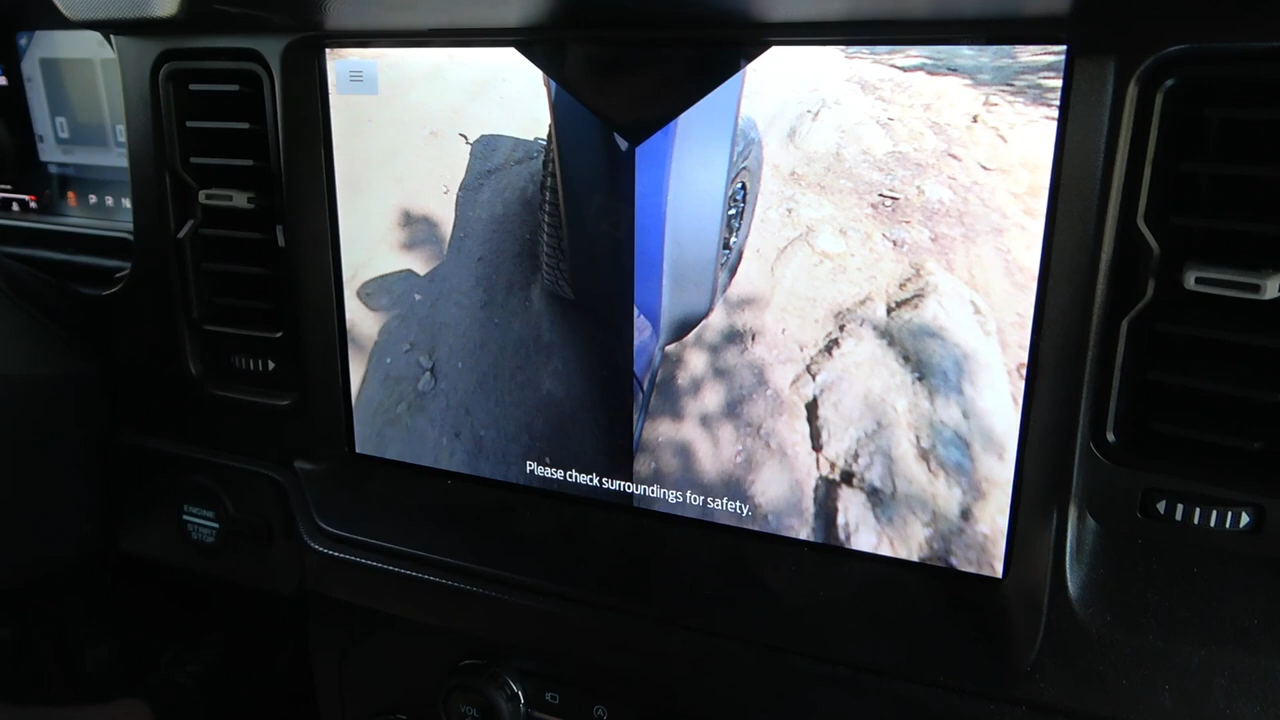 P R N
ENGINE
START
STOP
Please check surroundings for safety.
VOL
A